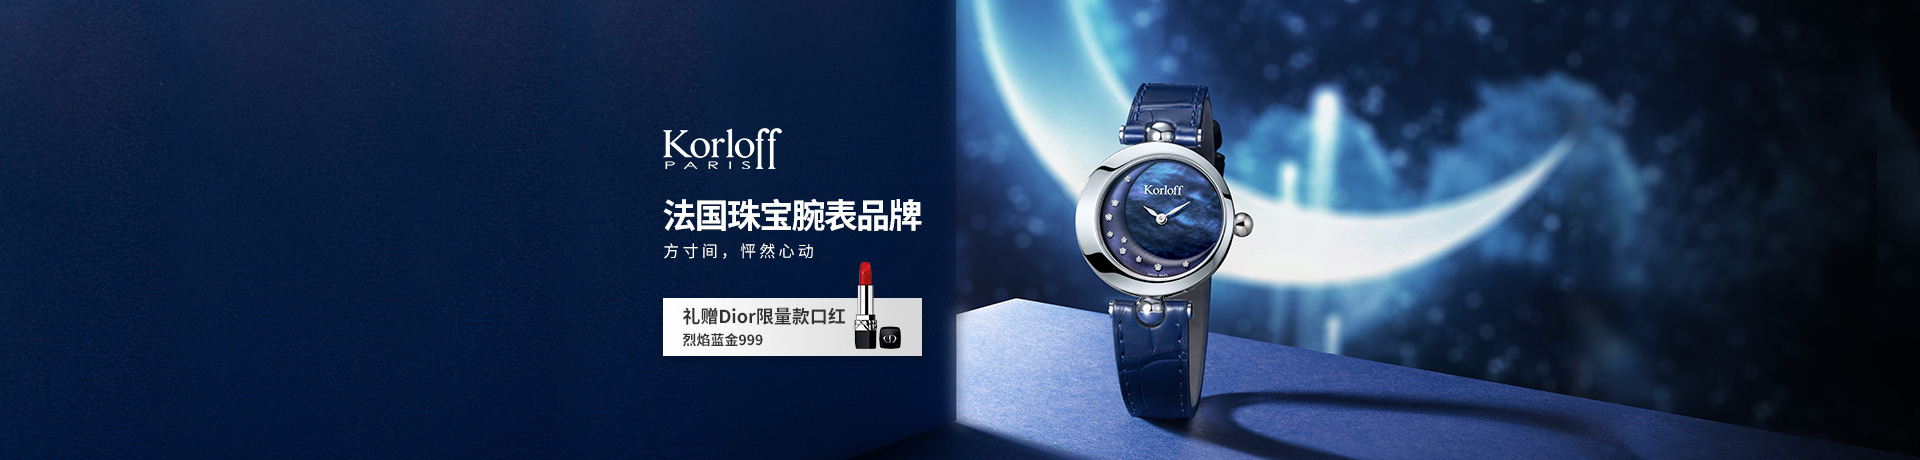 Korloff
PARIS
法国珠宝腕表品牌
方寸间，怦然心动
礼赠Dior限量款口红
烈焰蓝金999
Korloff